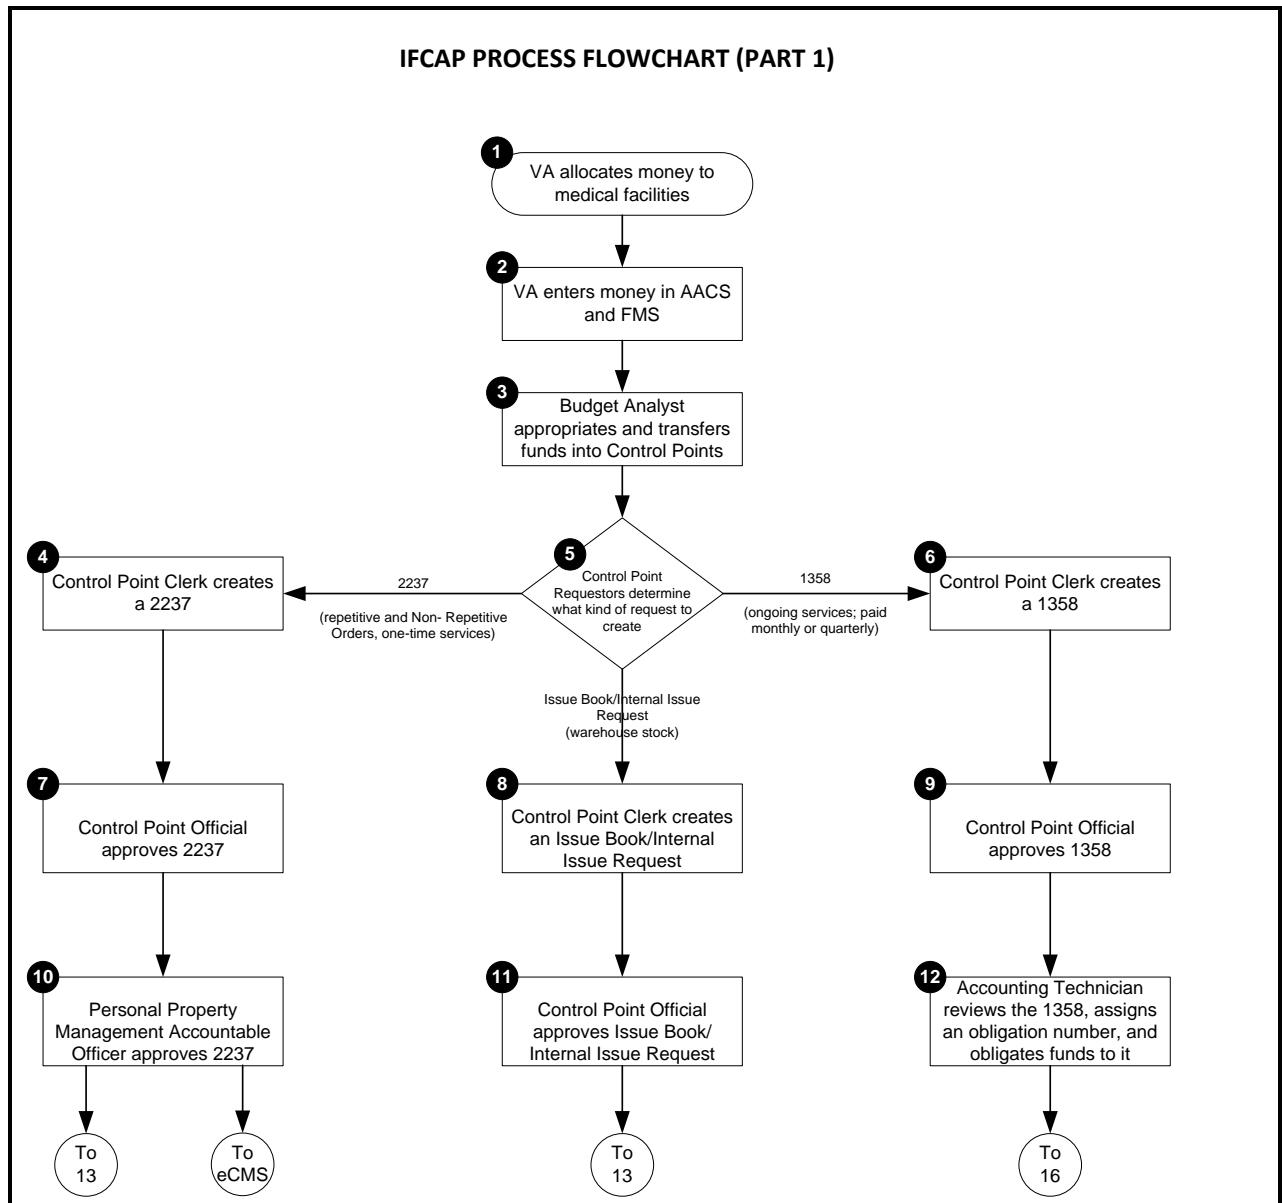 IFCAP PROCESS FLOWCHART (PART 1)
1
VA allocates money to
medical facilities
2
VA enters money in AACS
and FMS
3
Budget Analyst
appropriates and transfers
funds into Control Points
4
Control Point Clerk creates
a 2237
2237
(repetitive and Non- Repetitive
Orders, one-time services)
5
Control Point
Requestors determine
what kind of request to
create
1358
(ongoing services; paid
monthly or quarterly)
6
Control Point Clerk creates
a 1358
Issue Book/Internal Issue
Request
(warehouse stock)
7
Control Point Official
approves 2237
8
Control Point Clerk creates
an Issue Book/Internal
Issue Request
9
Control Point Official
approves 1358
10
Personal Property
Management Accountable
Officer approves 2237
11
Control Point Official
approves Issue Book/
Internal Issue Request
12
Accounting Technician
reviews the 1358, assigns
an obligation number, and
obligates funds to it
To
13
To
eCMS
To
13
To
16